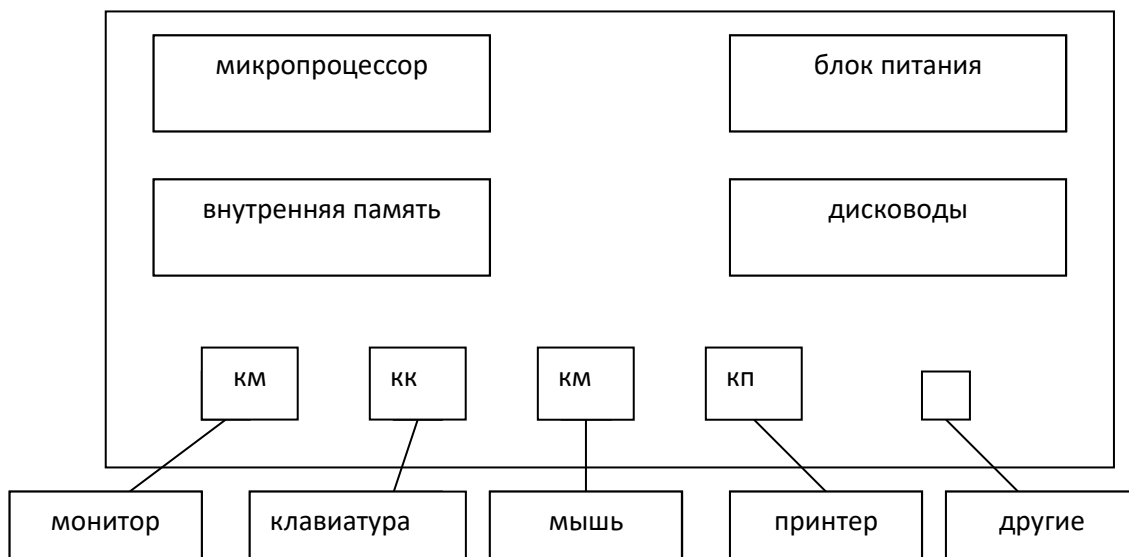 микропроцессор
блок питания
внутренняя память
дисководы
км
кк
км
кп
монитор
клавиатура
мышь
принтер
другие